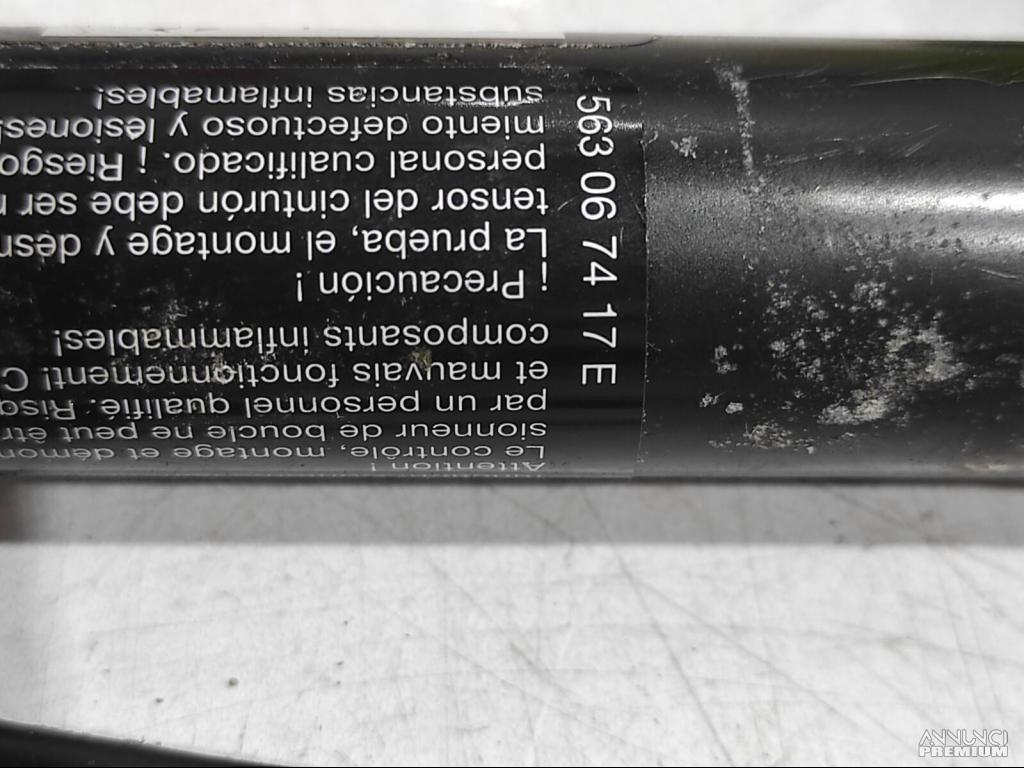 Attention !
Le contrôle, montage et démon
sionneur de boucle ne peut êtr
par un personnel qualifié. Risq
et mauvais fonctionnement! C
composants inflammables!
¡ Precaución !
La prueba, el montage y desm
tensor del cinturón debe ser r
personal cualificado. ¡ Riesgo
miento defectuoso y lesiones!
substancias inflamables!
563 06 74 17 E
ANNUNCI
PREMIUM